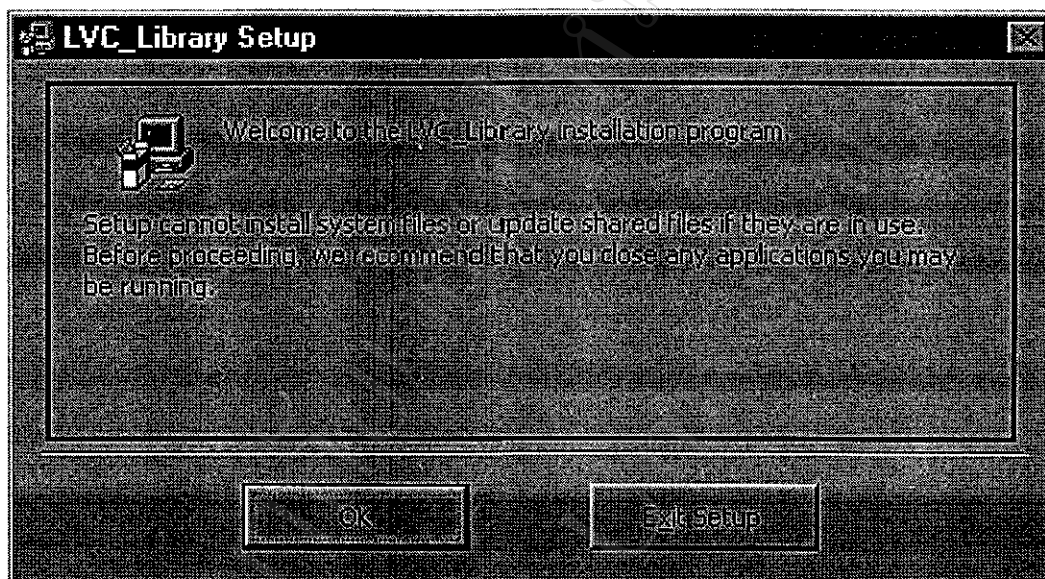 LVC_Library Setup
Welcome to the LVC_Library installation program.
Setup cannot install system files or update shared files if they are in use.
Before proceeding, we recommend that you close any applications you may
be running.
OK
Exit Setup